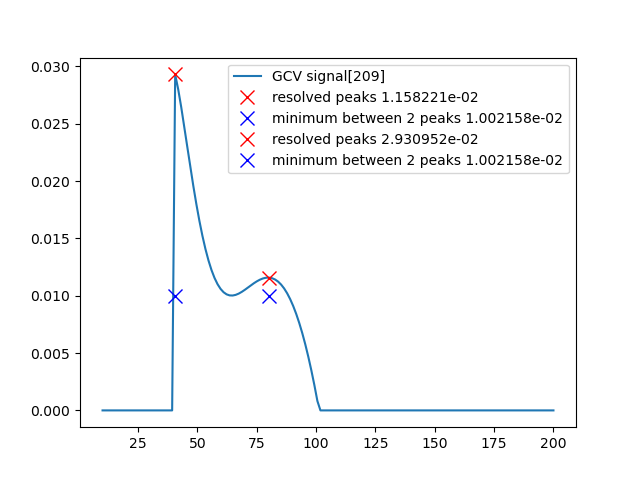 GCV signal[209]
resolved peaks 1.158221e-02
minimum between 2 peaks 1.002158e-02
resolved peaks 2.930952e-02
minimum between 2 peaks 1.002158e-02
0.030
0.025
0.020
0.015
0.010
0.005
0.000
25 50 75 100 125 150 175 200